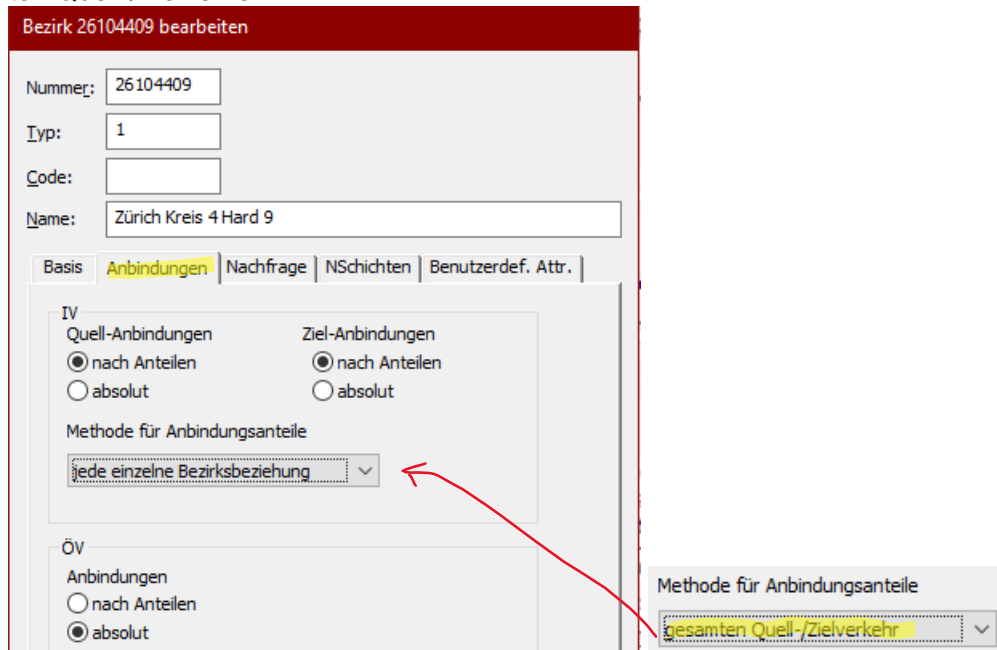 Bezirk 26104409 bearbeiten
Nummer: 26104409
Typ: 1
Code:
Name: Zürich Kreis 4 Hard 9
Basis Anbindungen Nachfrage NSchichten Benutzerdef. Attr.
IV
Quell-Anbindungen Ziel-Anbindungen
nach Anteilen nach Anteilen
absolut absolut
Methode für Anbindungsanteile
jede einzelne Bezirksbeziehung
ÖV
Anbindungen
nach Anteilen
absolut
Methode für Anbindungsanteile
gesamten Quell-/Zielverkehr